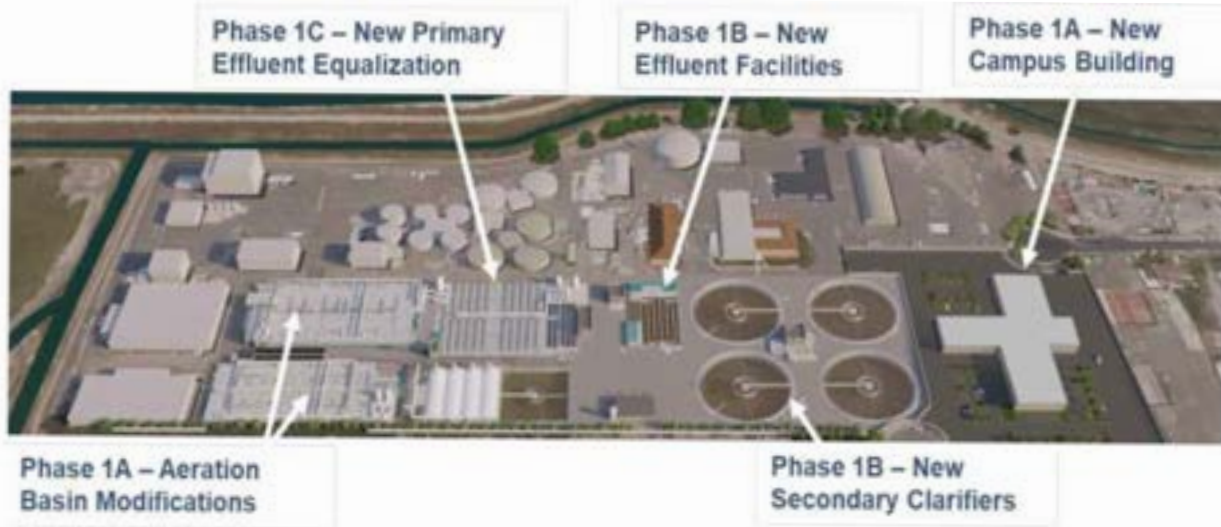 Phase 1C – New Primary
Effluent Equalization
Phase 1B – New
Effluent Facilities
Phase 1A – New
Campus Building
Phase 1A – Aeration
Basin Modifications
Phase 1B – New
Secondary Clarifiers